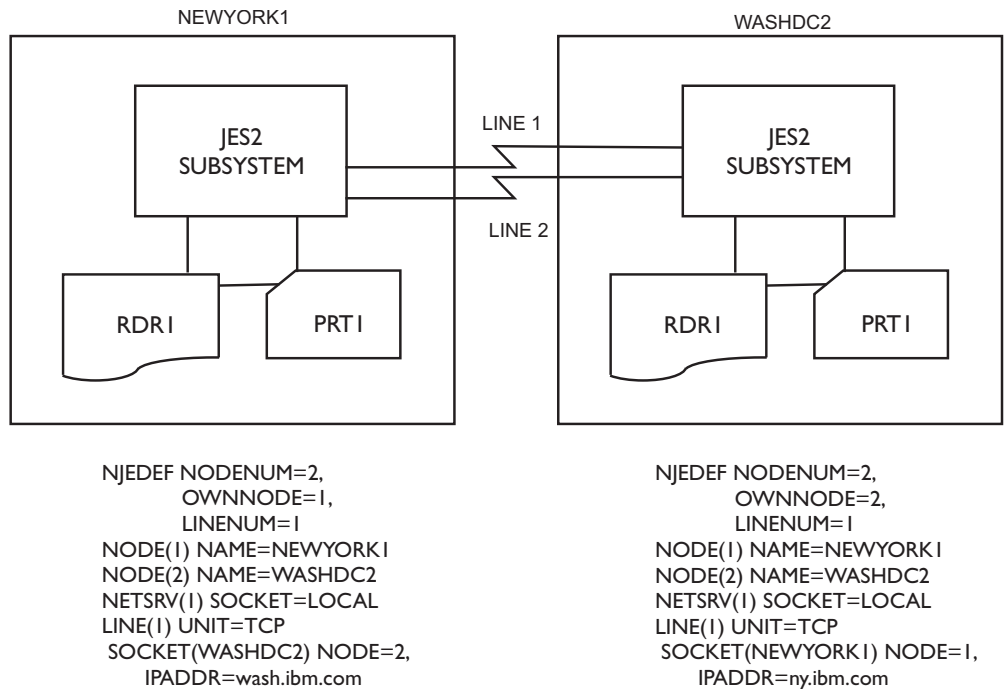 NEWYORK1
WASHDC2
JES2
SUBSYSTEM
LINE 1
LINE 2
JES2
SUBSYSTEM
RDR1
PRT1
RDR1
PRT1
NJEDEF NODENUM=2,
OWNNODE=1,
LINENUM=1
NODE(1) NAME=NEWYORK1
NODE(2) NAME=WASHDC2
NETSRV(1) SOCKET=LOCAL
LINE(1) UNIT=TCP
SOCKET(WASHDC2) NODE=2,
IPADDR=wash.ibm.com
NJEDEF NODENUM=2,
OWNNODE=2,
LINENUM=1
NODE(1) NAME=NEWYORK1
NODE(2) NAME=WASHDC2
NETSRV(1) SOCKET=LOCAL
LINE(1) UNIT=TCP
SOCKET(NEWYORK1) NODE=1,
IPADDR=ny.ibm.com